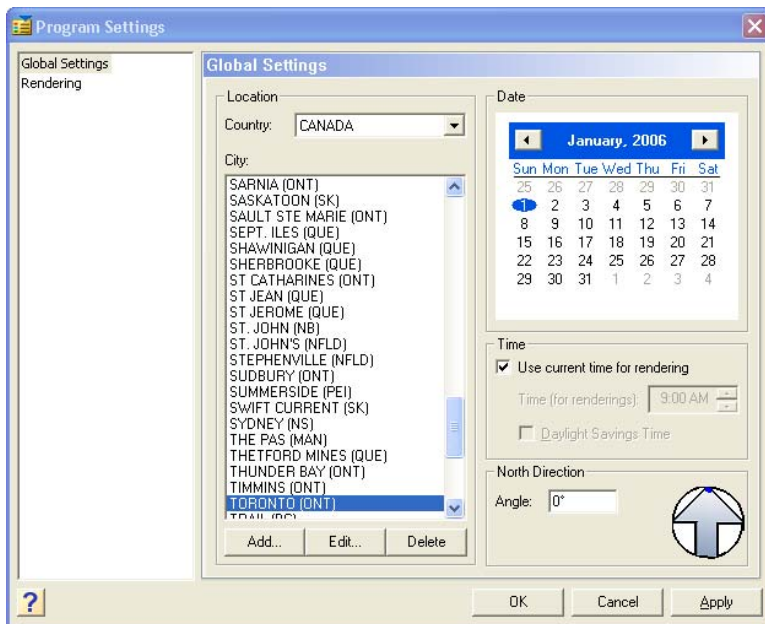 Program Settings
Global Settings
Rendering
Global Settings
Location
Country:
CANADA
City:
SARNIA (ONT)
SASKATOON (SK)
SAULT STE MARIE (ONT)
SEPT. ILES (QUE)
SHAWINIGAN (QUE)
SHERBROOKE (QUE)
ST CATHARINES (ONT)
ST JEAN (QUE)
ST JEROME (QUE)
ST. JOHN (NB)
ST. JOHN'S (NFLD)
STEPHENVILLE (NFLD)
SUDBURY (ONT)
SUMMERSIDE (PEI)
SWIFT CURRENT (SK)
SYDNEY (NS)
THE PAS (MAN)
THETFORD MINES (QUE)
THUNDER BAY (ONT)
TIMMINS (ONT)
TORONTO (ONT)
TRAIL (BC)
Add... Edit... Delete
Date
January, 2006
Sun Mon Tue Wed Thu Fri Sat
25 26 27 28 29 30 31
1 2 3 4 5 6 7
8 9 10 11 12 13 14
15 16 17 18 19 20 21
22 23 24 25 26 27 28
29 30 31 1 2 3 4
Time
Use current time for rendering
Time (for renderings): 9:00 AM
Daylight Savings Time
North Direction
Angle: 0°
?
OK Cancel Apply